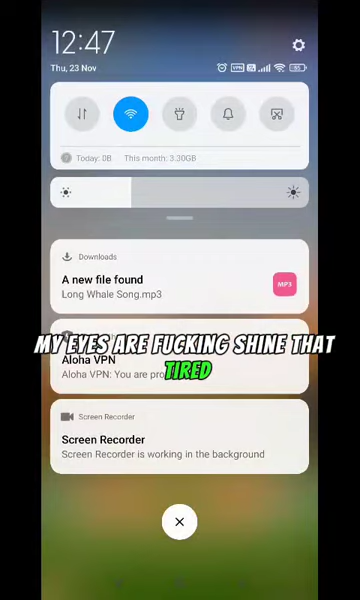 12:47
Thu, 23 Nov
VPN
Today: 0B This month: 3.30GB
Downloads
A new file found
Long Whale Song.mp3
MP3
MY EYES ARE FUCKING SHINE THAT
TIRED
Aloha VPN
Aloha VPN: You are pro
Screen Recorder
Screen Recorder
Screen Recorder is working in the background